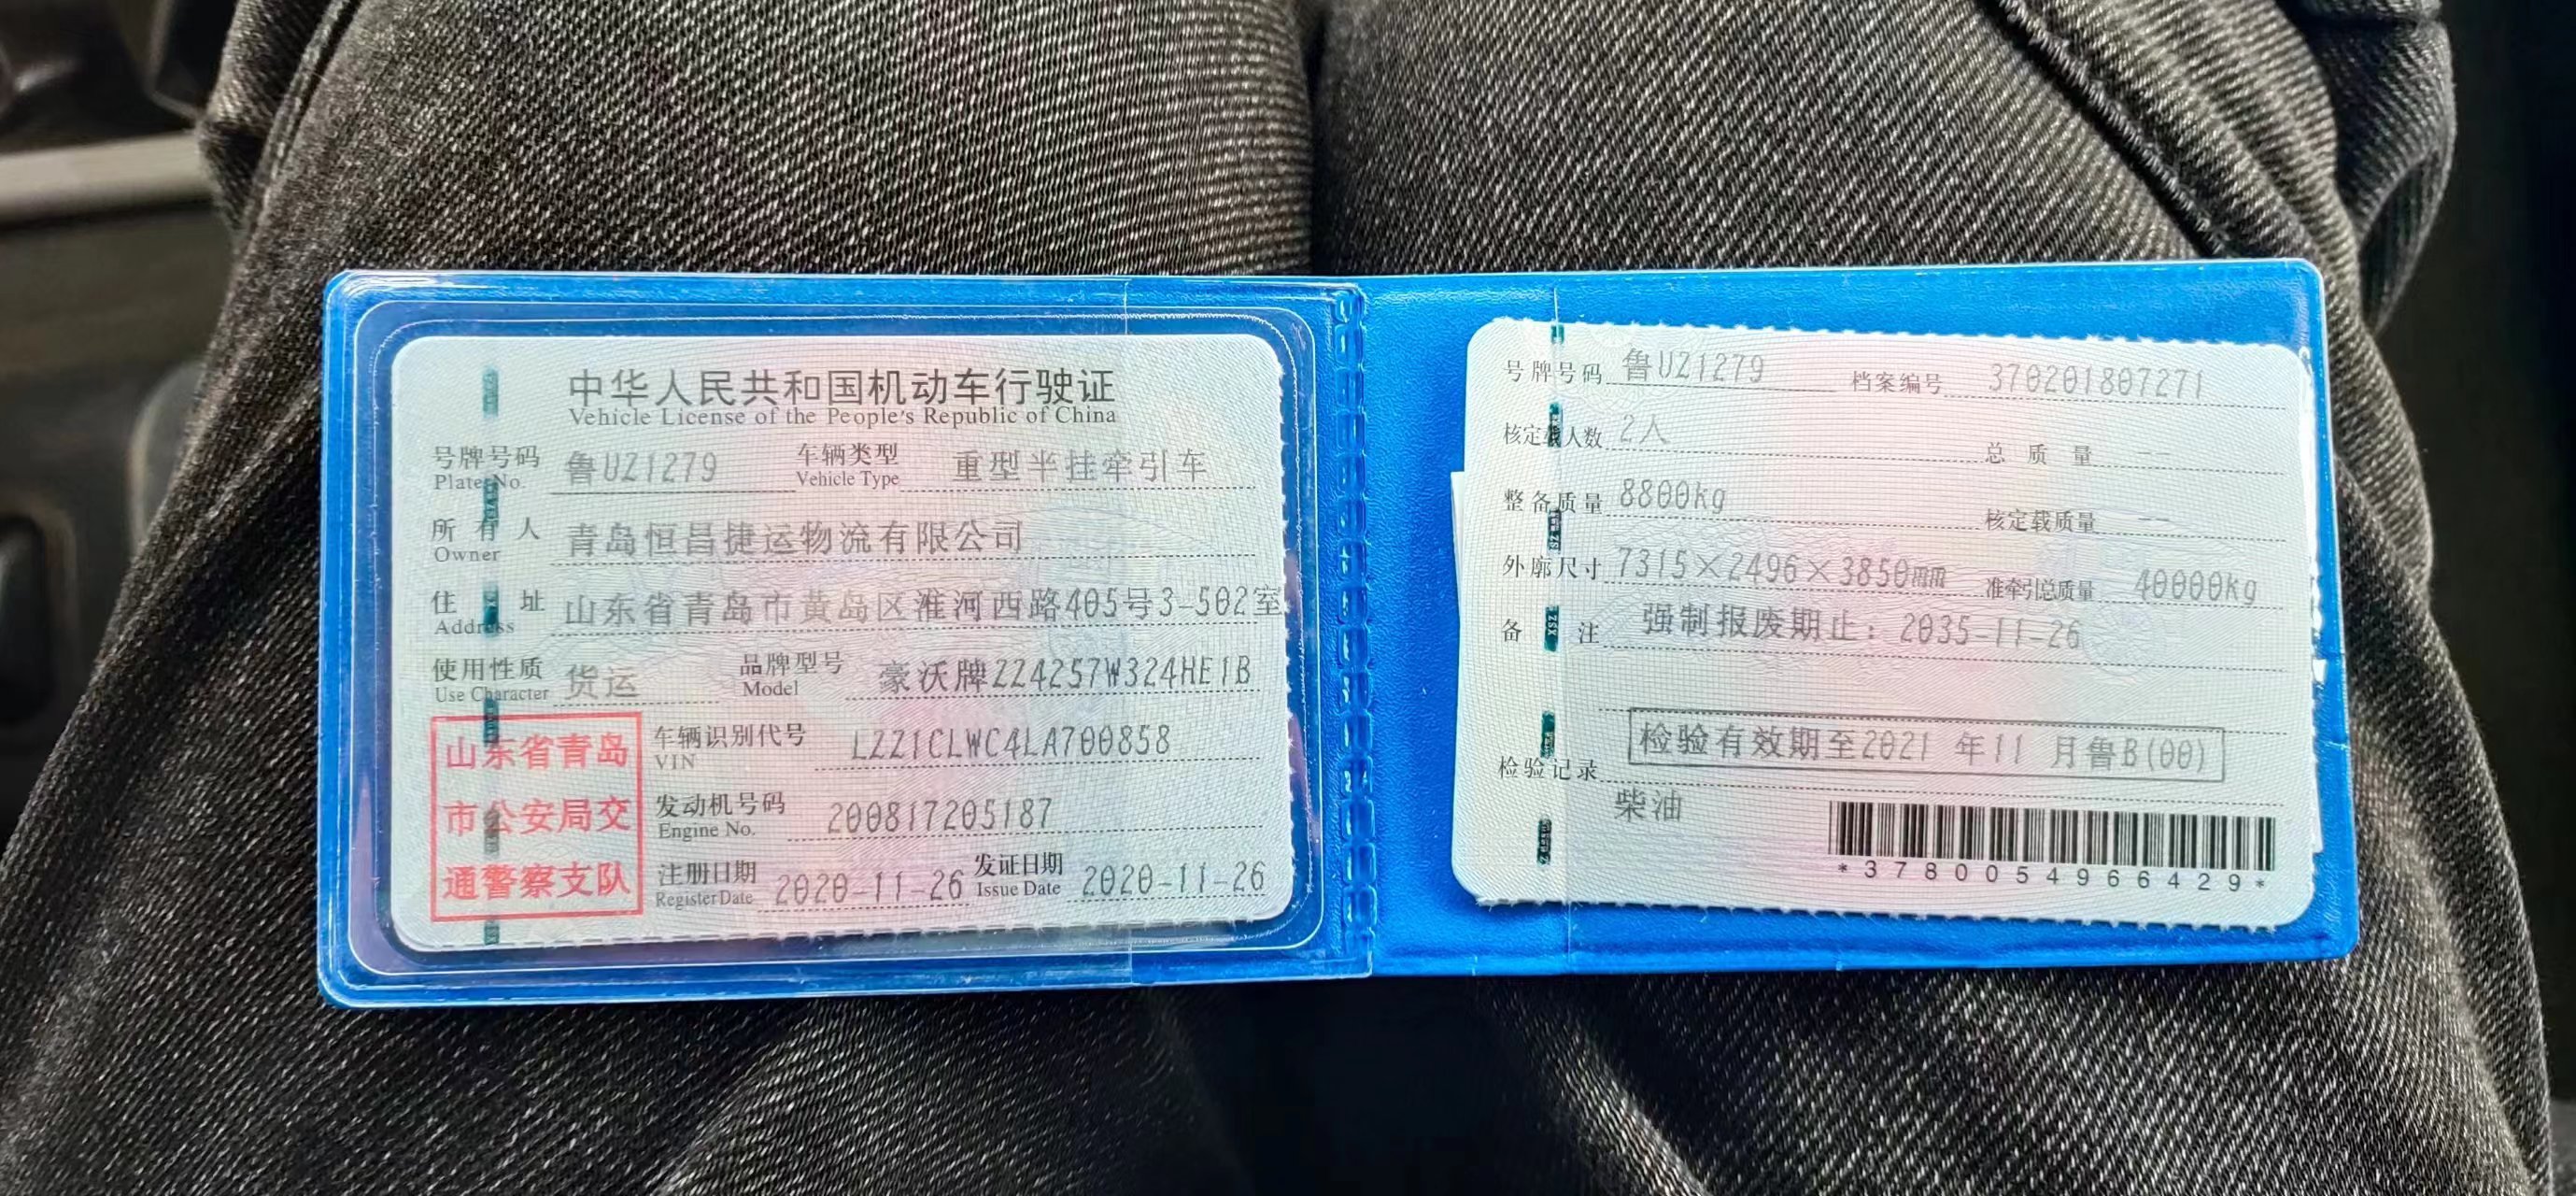 中华人民共和国机动车行驶证
Vehicle License of the People's Republic of China
号牌号码 鲁UZ1279 车辆类型 重型半挂牵引车
Plate No. Vehicle Type
所有人 青岛恒昌捷运物流有限公司
Owner
住址 山东省青岛市黄岛区淮河西路405号3-502室
Address
使用性质 货运 品牌型号 豪沃牌ZZ4257W324HE1B
Use Character Model
山东省青岛
市公安局交
通警察支队
车辆识别代号 LZZ1CLWC4LA700858
VIN
发动机号码 200817205187
Engine No.
注册日期 2020-11-26 发证日期 2020-11-26
Register Date Issue Date
号牌号码 鲁UZ1279 档案编号 370201807271
核定载人数 2人 总质量 --
整备质量 8800kg 核定载质量 --
外廓尺寸 7315×2496×3850mm 准牵引总质量 40000kg
备注 强制报废期止：2035-11-26
检验有效期至2021 年11 月鲁B(00)
检验记录
柴油
*3780054966429*